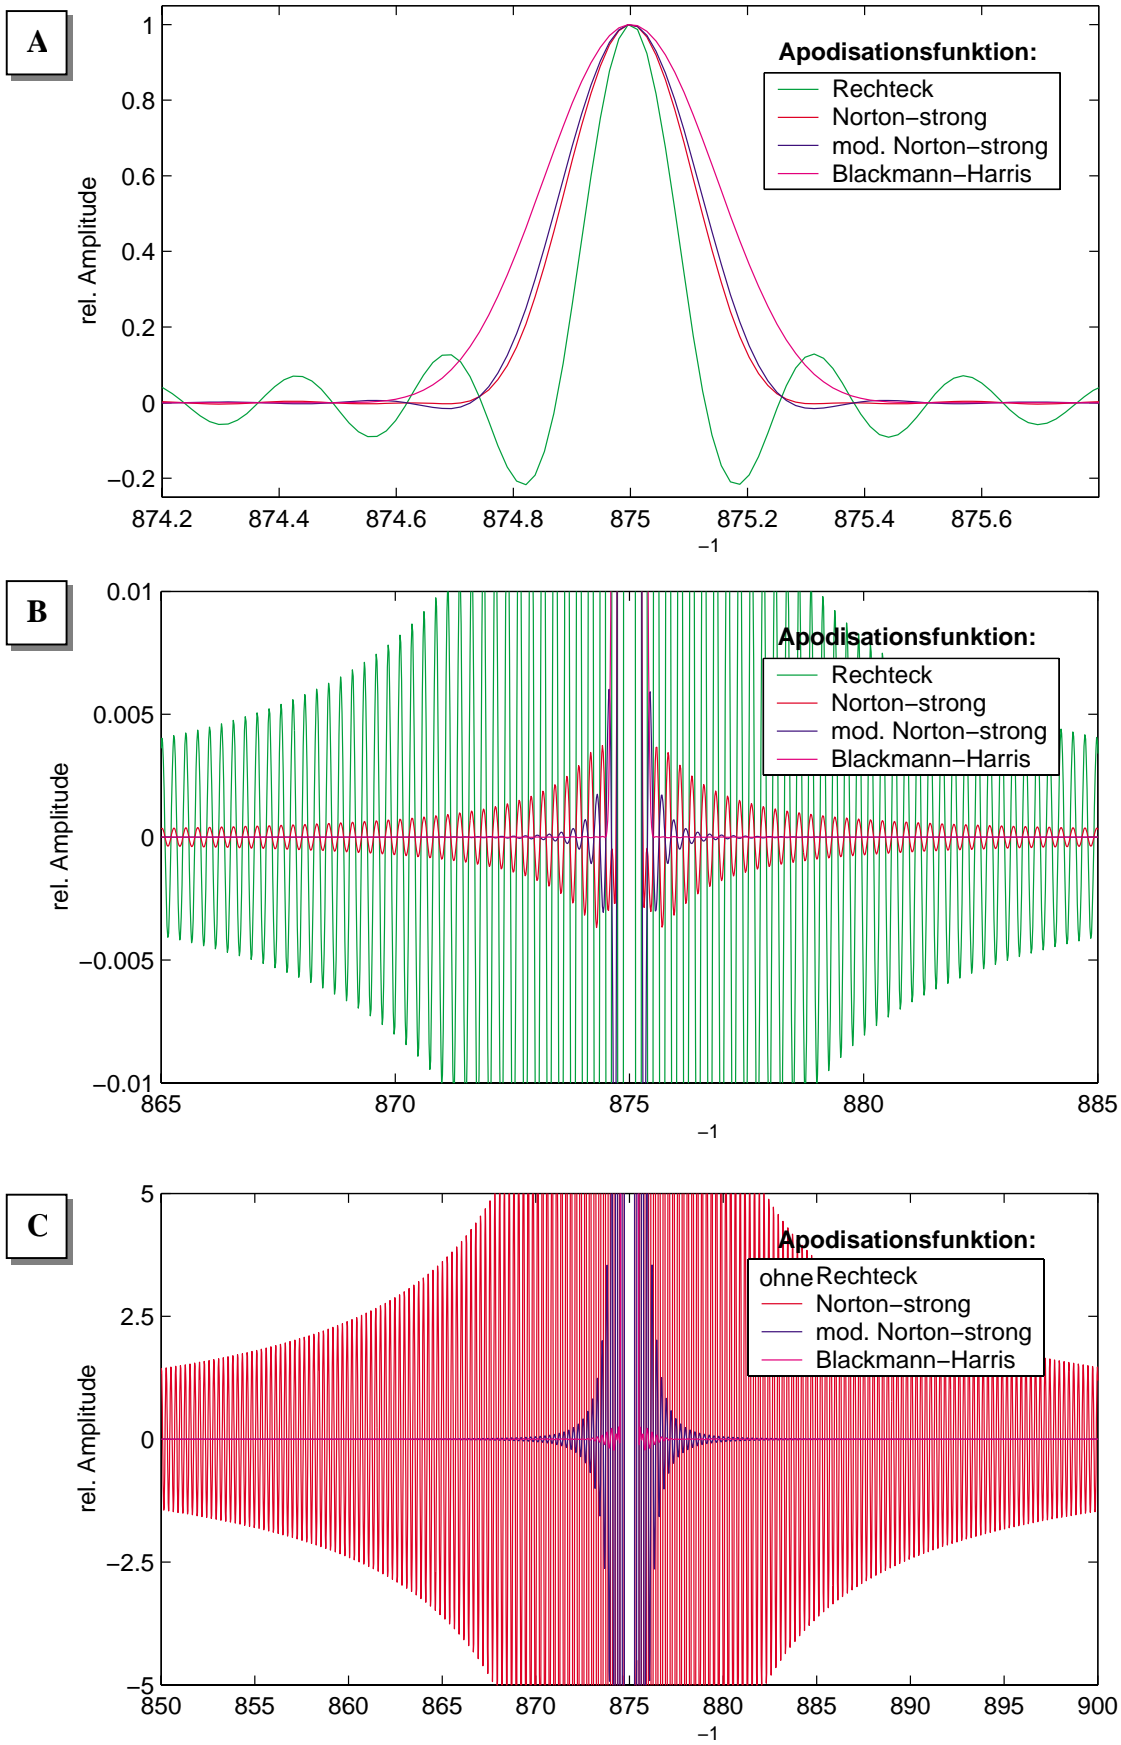 A
1
0.8
0.6
0.4
0.2
0
−0.2
rel. Amplitude
Apodisationsfunktion:
Rechteck
Norton−strong
mod. Norton−strong
Blackmann−Harris
874.2 874.4 874.6 874.8 875 875.2 875.4 875.6
−1
B
0.01
0.005
0
−0.005
−0.01
rel. Amplitude
Apodisationsfunktion:
Rechteck
Norton−strong
mod. Norton−strong
Blackmann−Harris
865 870 875 880 885
−1
C
5
2.5
0
−2.5
−5
rel. Amplitude
Apodisationsfunktion:
ohne Rechteck
Norton−strong
mod. Norton−strong
Blackmann−Harris
850 855 860 865 870 875 880 885 890 895 900
−1